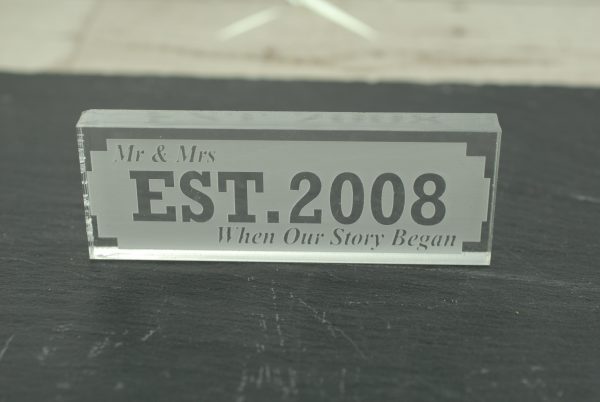 Mr & Mrs
EST.2008
When Our Story Began